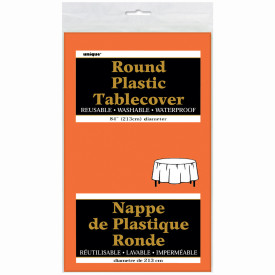 unique
Round
Plastic
Tablecover
REUSABLE • WASHABLE • WATERPROOF
84" (213cm) diameter
Nappe
de Plastique
Ronde
RÉUTILISABLE • LAVABLE • IMPERMÉABLE
diametre de 213 cm